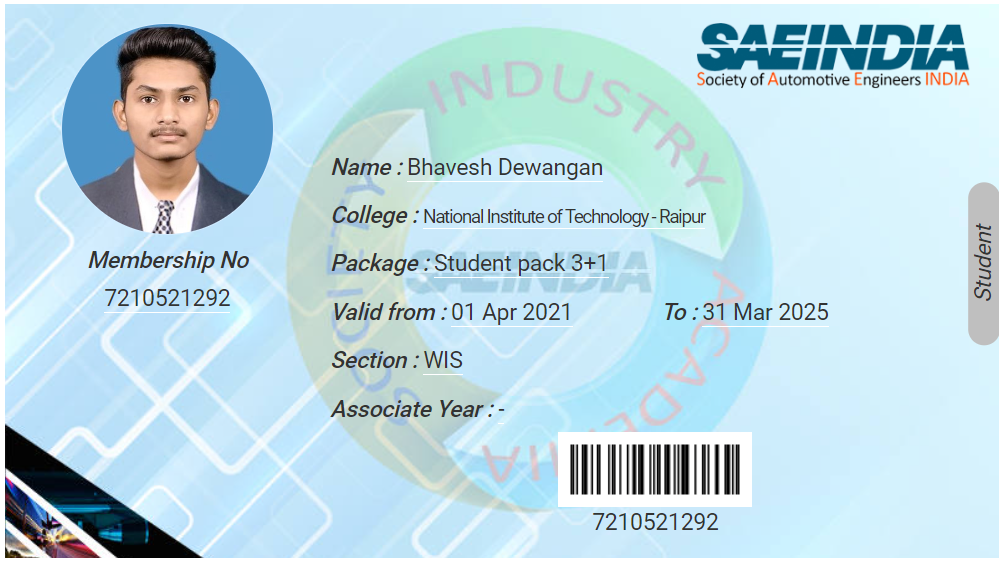 SAEINDIA
Society of Automotive Engineers INDIA
INDUSTRY
ACADEMIA
SOCIETY
SAEINDIA
Name : Bhavesh Dewangan
College : National Institute of Technology - Raipur
Package : Student pack 3+1
Valid from : 01 Apr 2021 To : 31 Mar 2025
Section : WIS
Associate Year : -
Membership No
7210521292
Student
7210521292